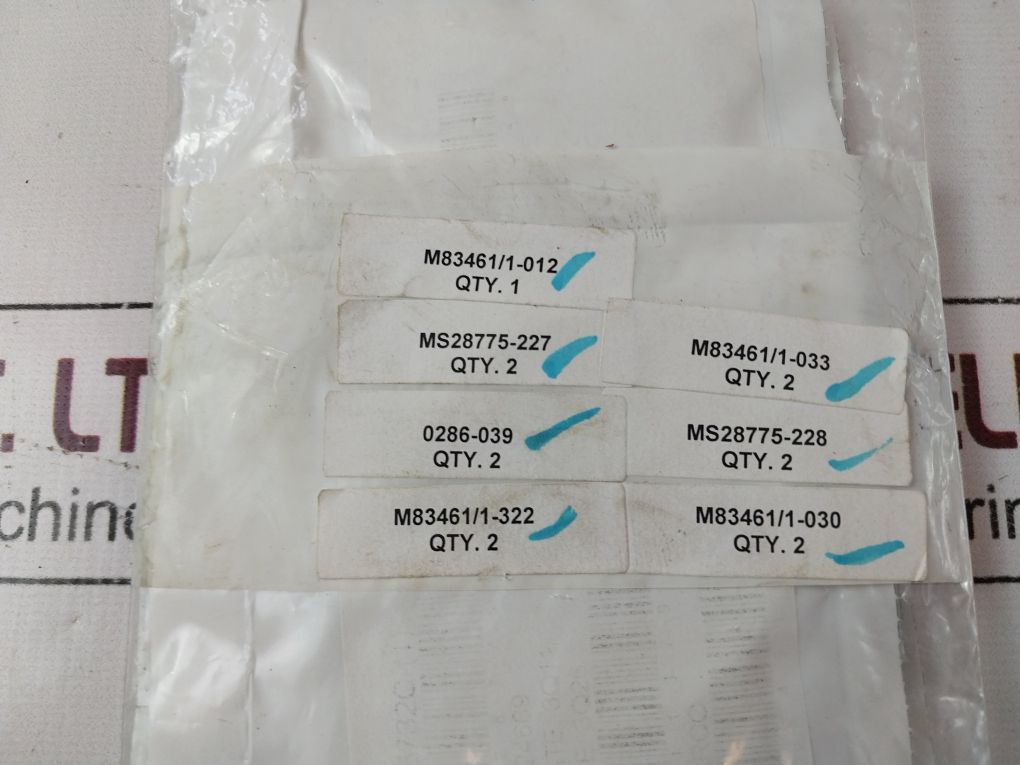 M83461/1-012
QTY. 1
MS28775-227
QTY. 2
M83461/1-033
QTY. 2
0286-039
QTY. 2
MS28775-228
QTY. 2
M83461/1-322
QTY. 2
M83461/1-030
QTY. 2